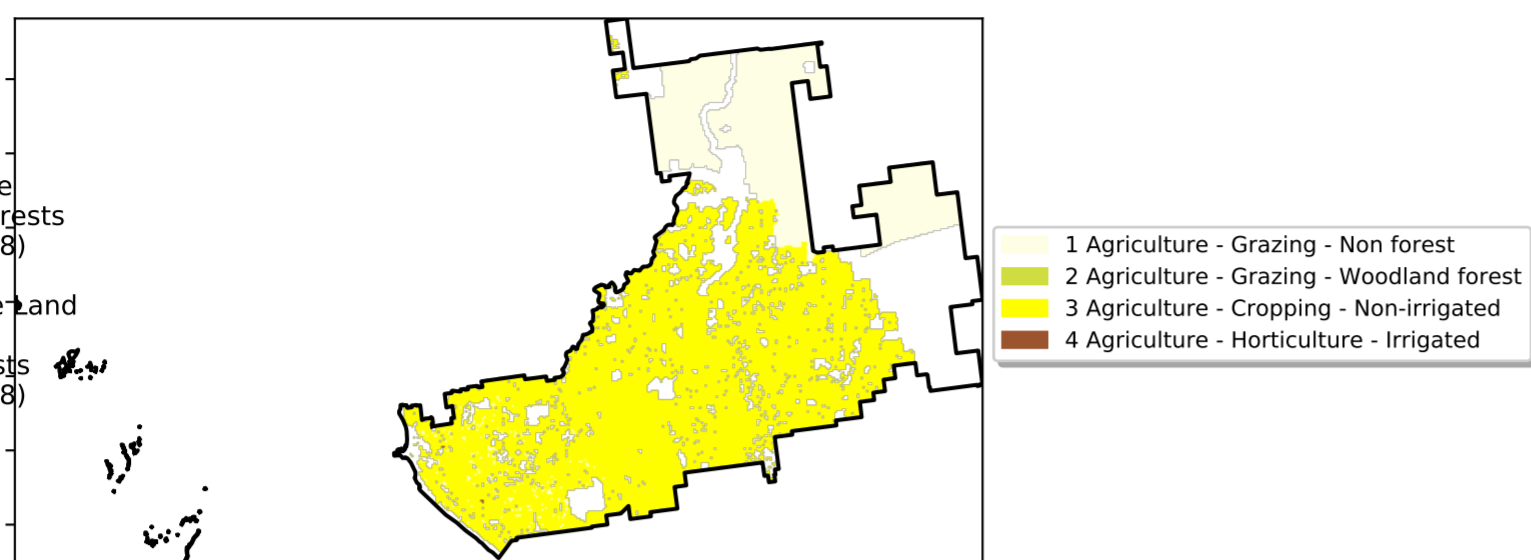 e
rests
8)
e Land
sts
8)
1 Agriculture - Grazing - Non forest
2 Agriculture - Grazing - Woodland forest
3 Agriculture - Cropping - Non-irrigated
4 Agriculture - Horticulture - Irrigated